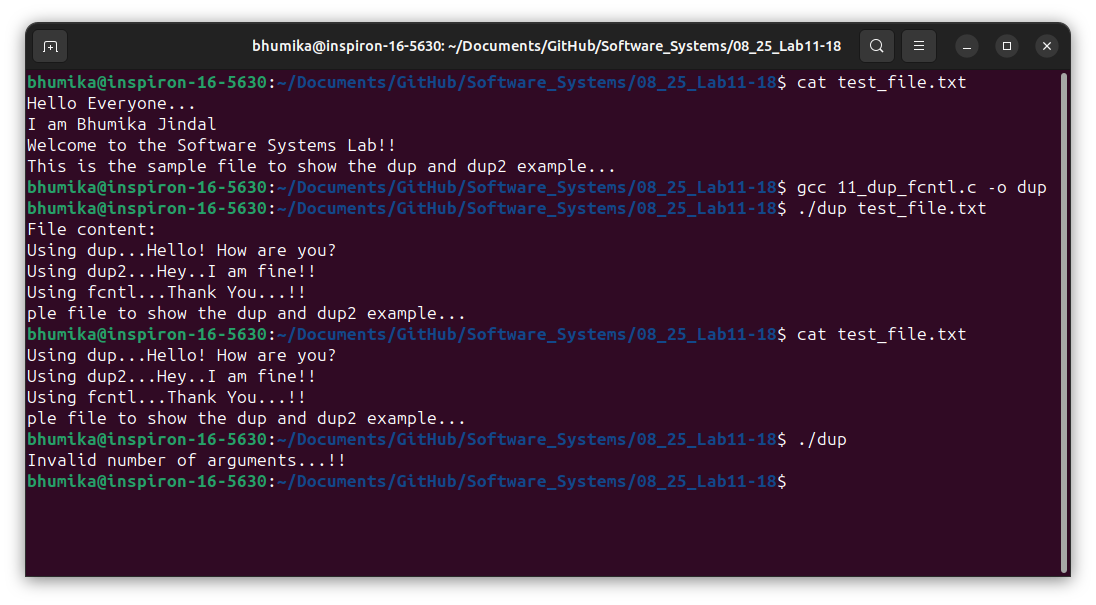 bhumika@inspiron-16-5630: ~/Documents/GitHub/Software_Systems/08_25_Lab11-18
bhumika@inspiron-16-5630:~/Documents/GitHub/Software_Systems/08_25_Lab11-18$ cat test_file.txt
Hello Everyone...
I am Bhumika Jindal
Welcome to the Software Systems Lab!!
This is the sample file to show the dup and dup2 example...
bhumika@inspiron-16-5630:~/Documents/GitHub/Software_Systems/08_25_Lab11-18$ gcc 11_dup_fcntl.c -o dup
bhumika@inspiron-16-5630:~/Documents/GitHub/Software_Systems/08_25_Lab11-18$ ./dup test_file.txt
File content:
Using dup...Hello! How are you?
Using dup2...Hey..I am fine!!
Using fcntl...Thank You...!!
ple file to show the dup and dup2 example...
bhumika@inspiron-16-5630:~/Documents/GitHub/Software_Systems/08_25_Lab11-18$ cat test_file.txt
Using dup...Hello! How are you?
Using dup2...Hey..I am fine!!
Using fcntl...Thank You...!!
ple file to show the dup and dup2 example...
bhumika@inspiron-16-5630:~/Documents/GitHub/Software_Systems/08_25_Lab11-18$ ./dup
Invalid number of arguments...!!
bhumika@inspiron-16-5630:~/Documents/GitHub/Software_Systems/08_25_Lab11-18$